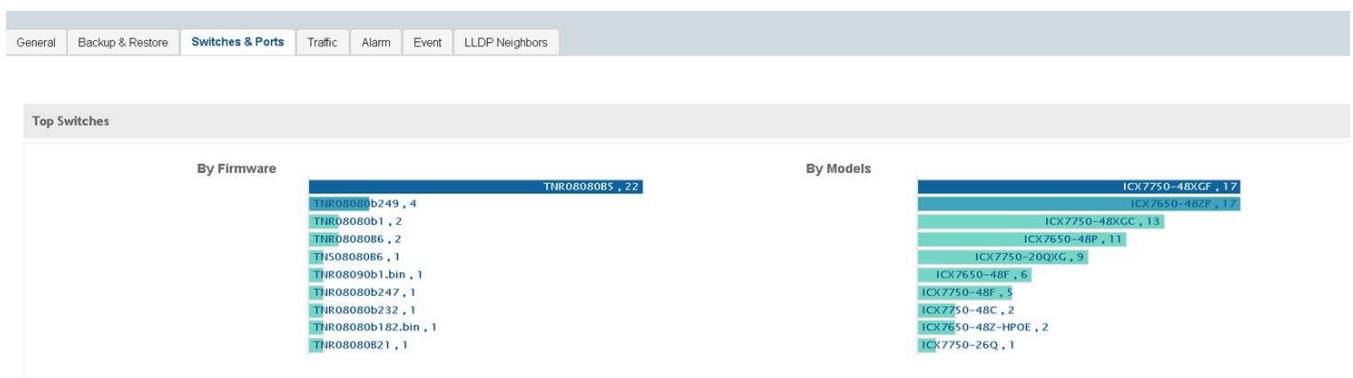 General Backup & Restore Switches & Ports Traffic Alarm Event LLDP Neighbors
Top Switches
By Firmware
TNR08080B5 , 22
TNR08080b249 , 4
TNR08080b1 , 2
TNR08080B6 , 2
TNS08080B6 , 1
TNR08090b1.bin , 1
TNR08080b247 , 1
TNR08080b232 , 1
TNR08080b182.bin , 1
TNR08080B21 , 1
By Models
ICX7750-48XGF , 17
ICX7650-48ZP , 17
ICX7750-48XGC , 13
ICX7650-48P , 11
ICX7750-20QXG , 9
ICX7650-48F , 6
ICX7750-48F , 5
ICX7750-48C , 2
ICX7650-48Z-HPOE , 2
ICX7750-26Q , 1